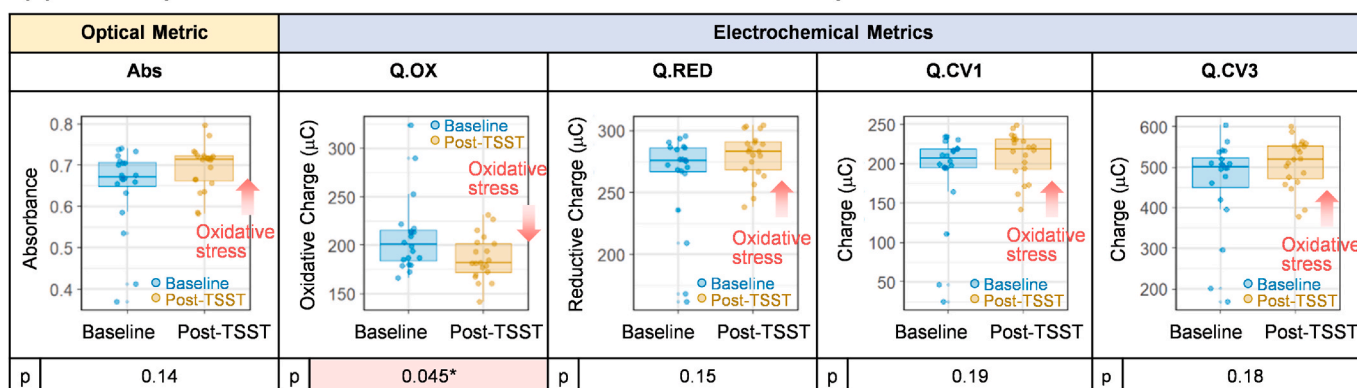 Optical Metric
Electrochemical Metrics
Abs
Q.OX
Q.RED
Q.CV1
Q.CV3
Absorbance
0.8
0.7
0.6
0.5
0.4
Oxidative
stress
Baseline
Post-TSST
Baseline Post-TSST
Oxidative Charge (μC)
300
250
200
150
Baseline
Post-TSST
Oxidative
stress
Baseline Post-TSST
Reductive Charge (μC)
300
250
200
Oxidative
stress
Baseline
Post-TSST
Baseline Post-TSST
Charge (μC)
250
200
150
100
50
Oxidative
stress
Baseline
Post-TSST
Baseline Post-TSST
Charge (μC)
600
500
400
300
200
Oxidative
stress
Baseline
Post-TSST
Baseline Post-TSST
p 0.14
p 0.045*
p 0.15
p 0.19
p 0.18